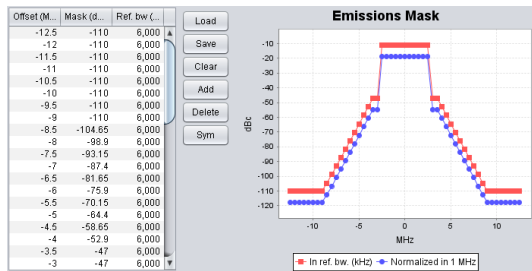 Offset (M... Mask (d... Ref. bw (...
-12.5 -110 6,000
-12 -110 6,000
-11.5 -110 6,000
-11 -110 6,000
-10.5 -110 6,000
-10 -110 6,000
-9.5 -110 6,000
-9 -110 6,000
-8.5 -104.65 6,000
-8 -98.9 6,000
-7.5 -93.15 6,000
-7 -87.4 6,000
-6.5 -81.65 6,000
-6 -75.9 6,000
-5.5 -70.15 6,000
-5 -64.4 6,000
-4.5 -58.65 6,000
-4 -52.9 6,000
-3.5 -47 6,000
-3 -47 6,000
Load
Save
Clear
Add
Delete
Sym
Emissions Mask
dBc
-10
-20
-30
-40
-50
-60
-70
-80
-90
-100
-110
-120
-10 -5 0 5 10
MHz
In ref. bw. (kHz) Normalized in 1 MHz